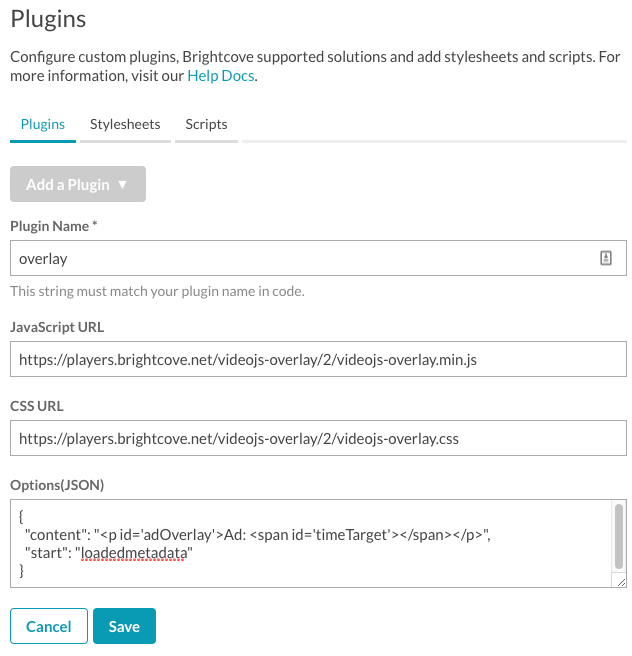 Plugins
Configure custom plugins, Brightcove supported solutions and add stylesheets and scripts. For
more information, visit our Help Docs.
Plugins Stylesheets Scripts
Add a Plugin ▼
Plugin Name *
overlay
This string must match your plugin name in code.
JavaScript URL
https://players.brightcove.net/videojs-overlay/2/videojs-overlay.min.js
CSS URL
https://players.brightcove.net/videojs-overlay/2/videojs-overlay.css
Options(JSON)
{
"content": "<p id='adOverlay'>Ad: <span id='timeTarget'></span></p>",
"start": "loadedmetadata"
}
Cancel Save